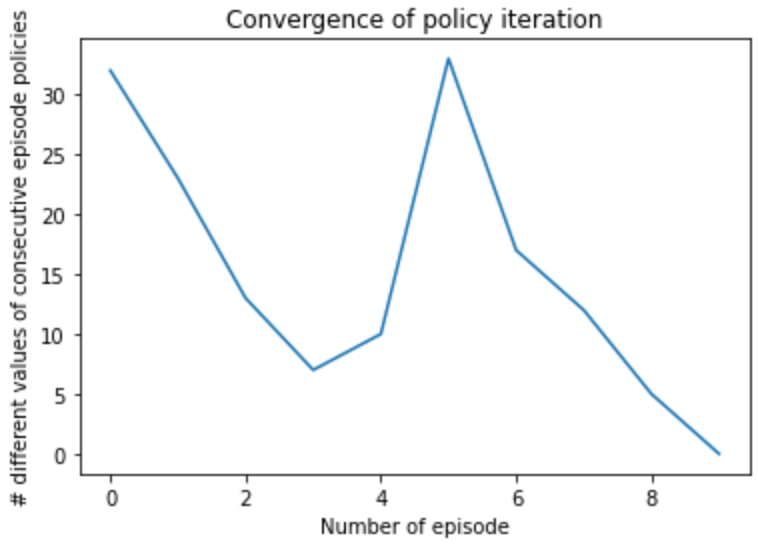 Convergence of policy iteration
# different values of consecutive episode policies
30
25
20
15
10
5
0
0 2 4 6 8
Number of episode